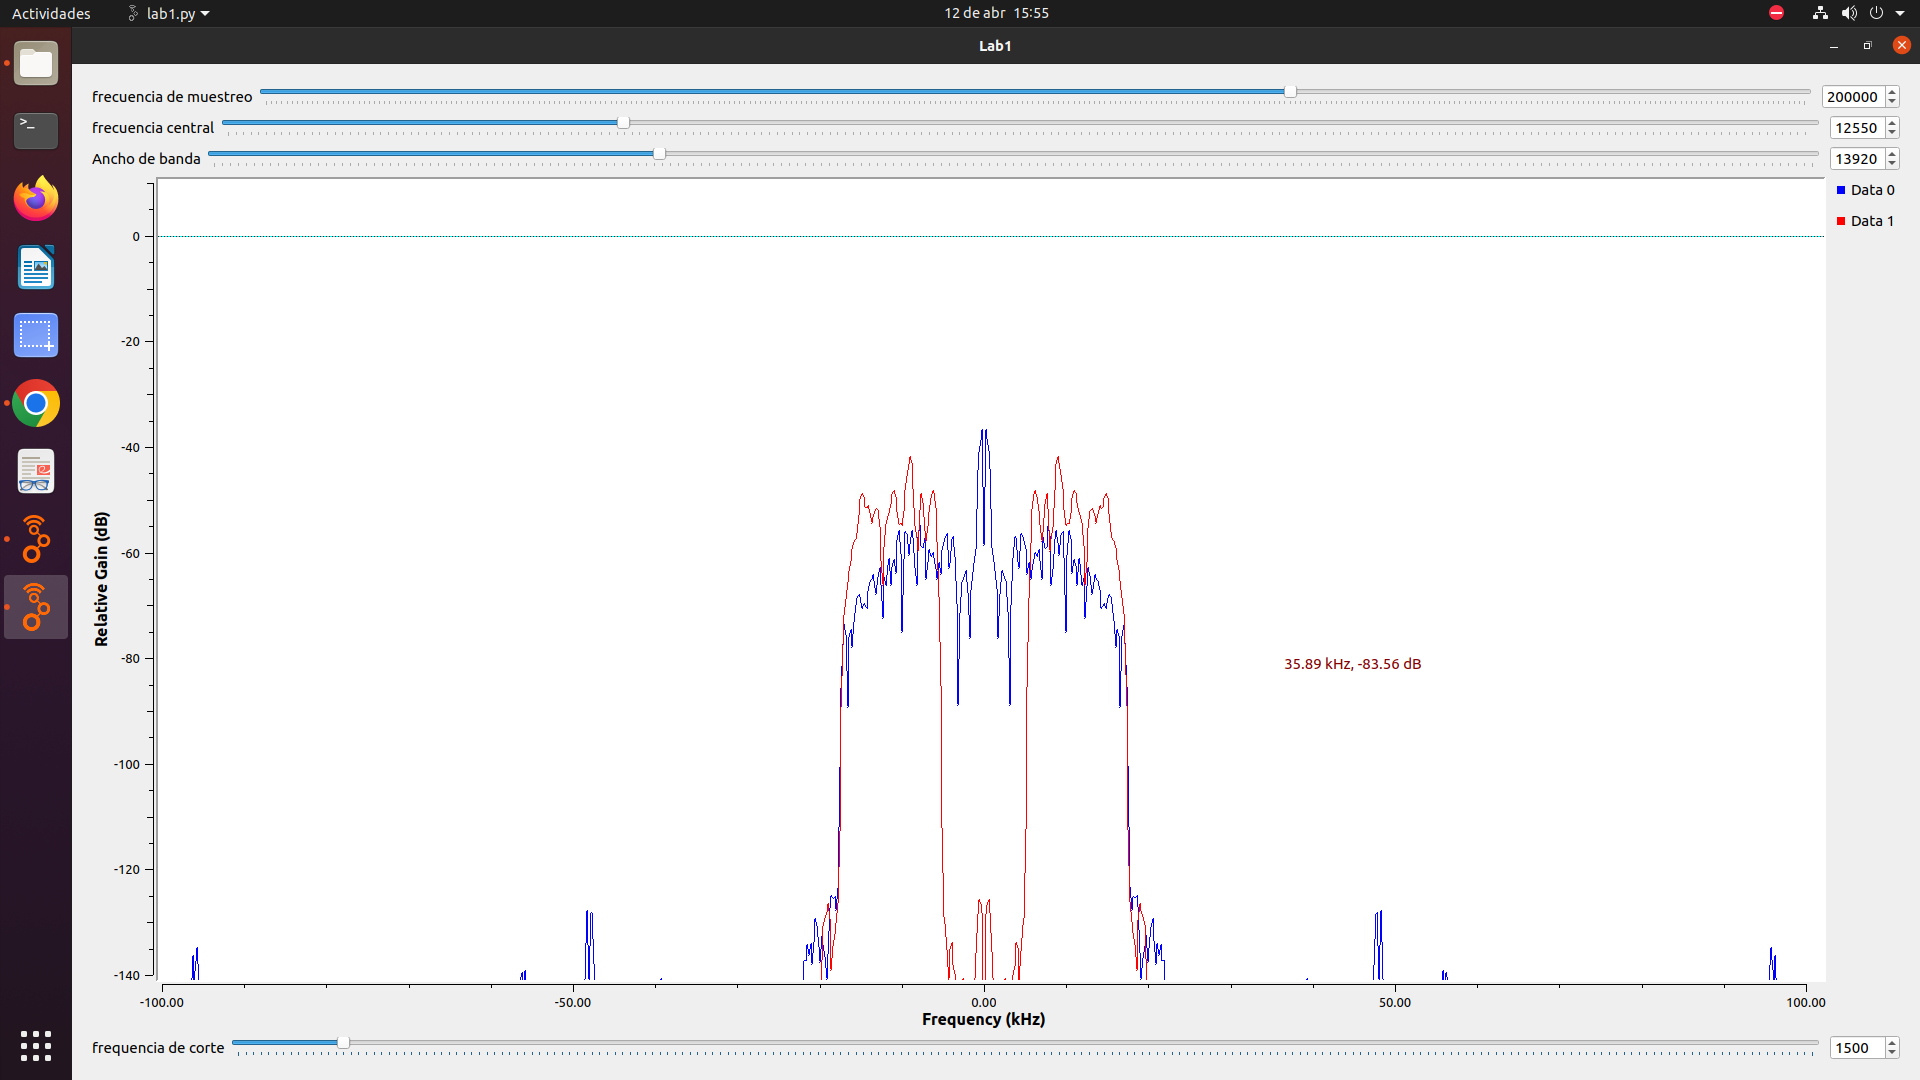 Actividades
lab1.py
12 de abr 15:55
Lab1
frecuencia de muestreo
200000
frecuencia central
12550
Ancho de banda
13920
Data 0
Data 1
0
-20
-40
-60
-80
-100
-120
-140
Relative Gain (dB)
35.89 kHz, -83.56 dB
-100.00
-50.00
0.00
50.00
100.00
Frequency (kHz)
frequencia de corte
1500